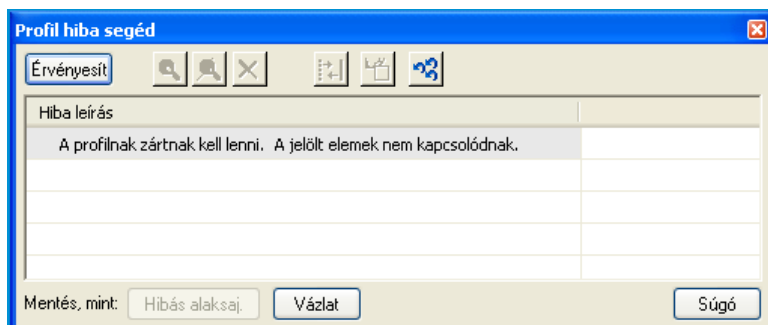 Profil hiba segéd
Érvényesít
Hiba leírás
A profilnak zártnak kell lenni. A jelölt elemek nem kapcsolódnak.
Mentés, mint: Hibás alaksaj. Vázlat Súgó